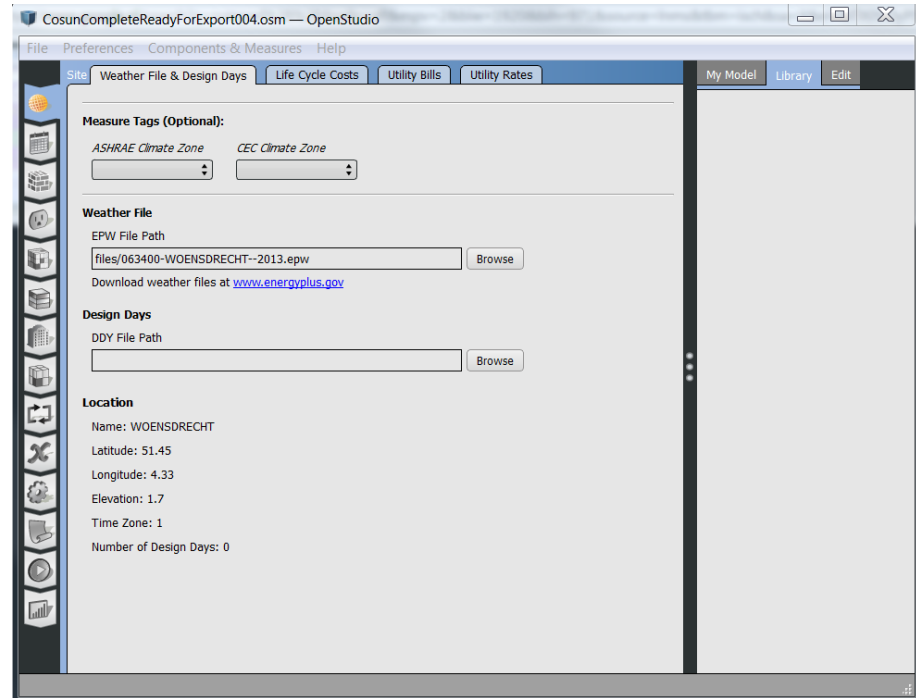 CosunCompleteReadyForExport004.osm — OpenStudio
File Preferences Components & Measures Help
Site Weather File & Design Days Life Cycle Costs Utility Bills Utility Rates My Model Library Edit
Measure Tags (Optional):
ASHRAE Climate Zone CEC Climate Zone
Weather File
EPW File Path
files/063400-WOENSDRECHT--2013.epw Browse
Download weather files at www.energyplus.gov
Design Days
DDY File Path
Browse
Location
Name: WOENSDRECHT
Latitude: 51.45
Longitude: 4.33
Elevation: 1.7
Time Zone: 1
Number of Design Days: 0